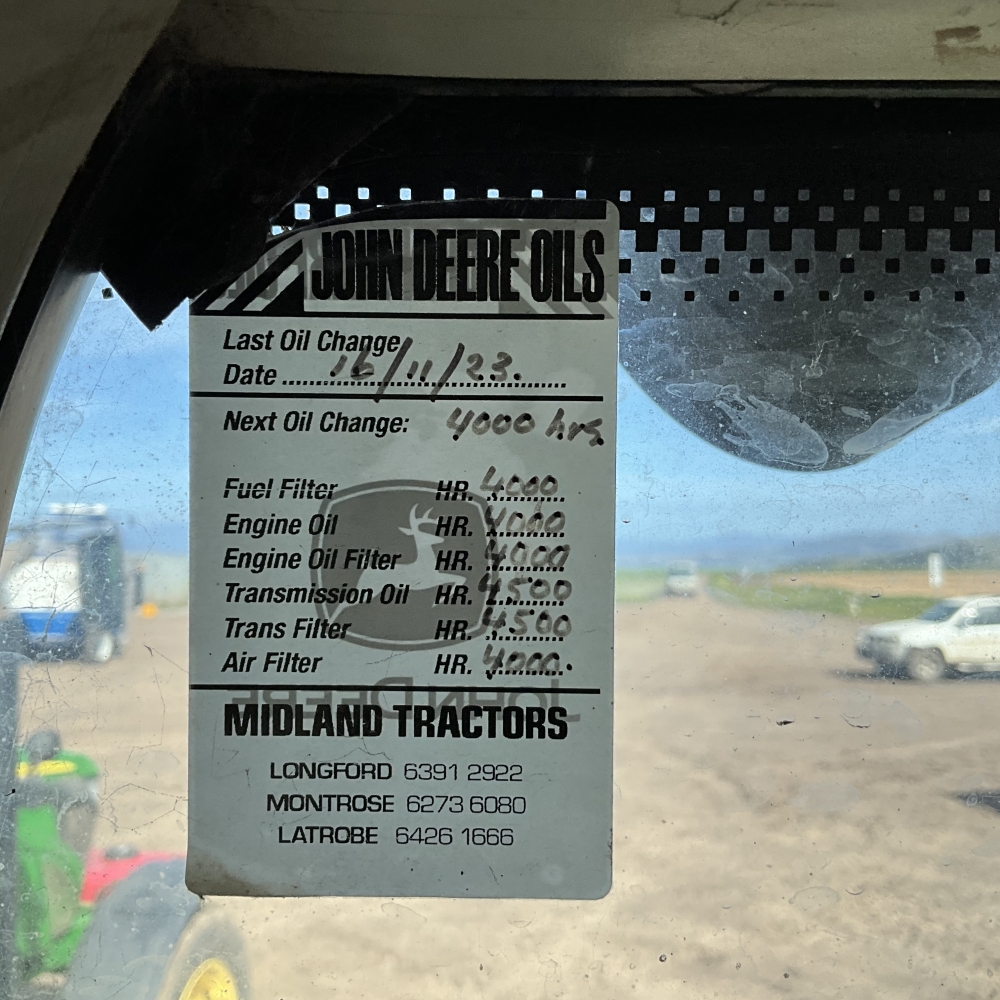 JOHN DEERE OILS
Last Oil Change
Date 16/11/23.
Next Oil Change: 4000 hrs.
Fuel Filter HR. 4000
Engine Oil HR. 4000
Engine Oil Filter HR. 4000
Transmission Oil HR. 4500
Trans Filter HR. 4500
Air Filter HR. 4000.
JOHN DEERE
MIDLAND TRACTORS
LONGFORD 6391 2922
MONTROSE 6273 6080
LATROBE 6426 1666